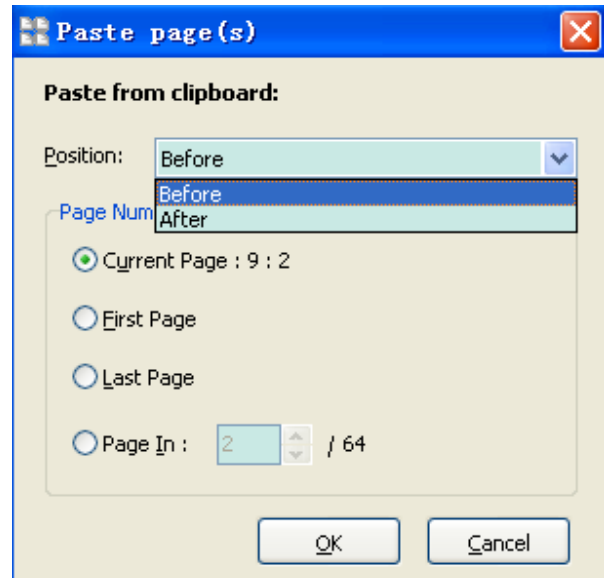 Paste page(s)
Paste from clipboard:
Position: Before
Before
After
Page Num
Current Page : 9 : 2
First Page
Last Page
Page In : 2 / 64
OK Cancel